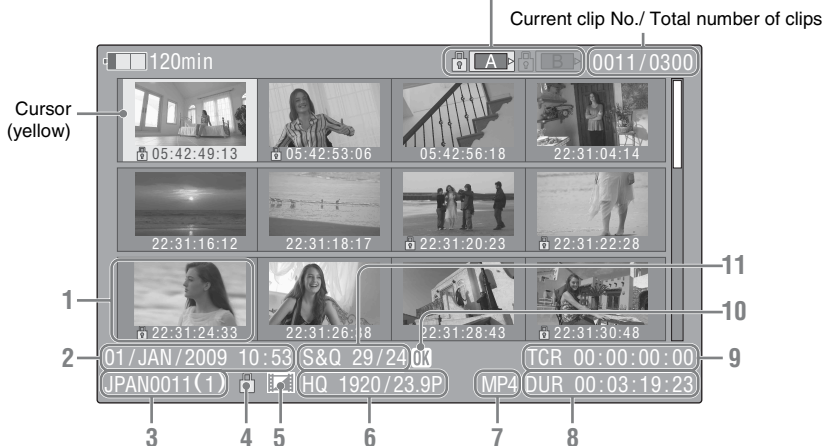 Current clip No./ Total number of clips
120min
A
B
0011/0300
Cursor
(yellow)
05:42:49:13
05:42:53:06
05:42:56:18
22:31:04:14
22:31:16:12
22:31:18:17
22:31:20:23
22:31:22:28
11
10
1
22:31:24:33
22:31:26:38
22:31:28:43
22:31:30:48
2
01/JAN/2009 10:53
S&Q 29/24
OK
TCR 00:00:00:00
9
JPAN0011(1)
HQ 1920/23.9P
MP4
DUR 00:03:19:23
3
4
5
6
7
8